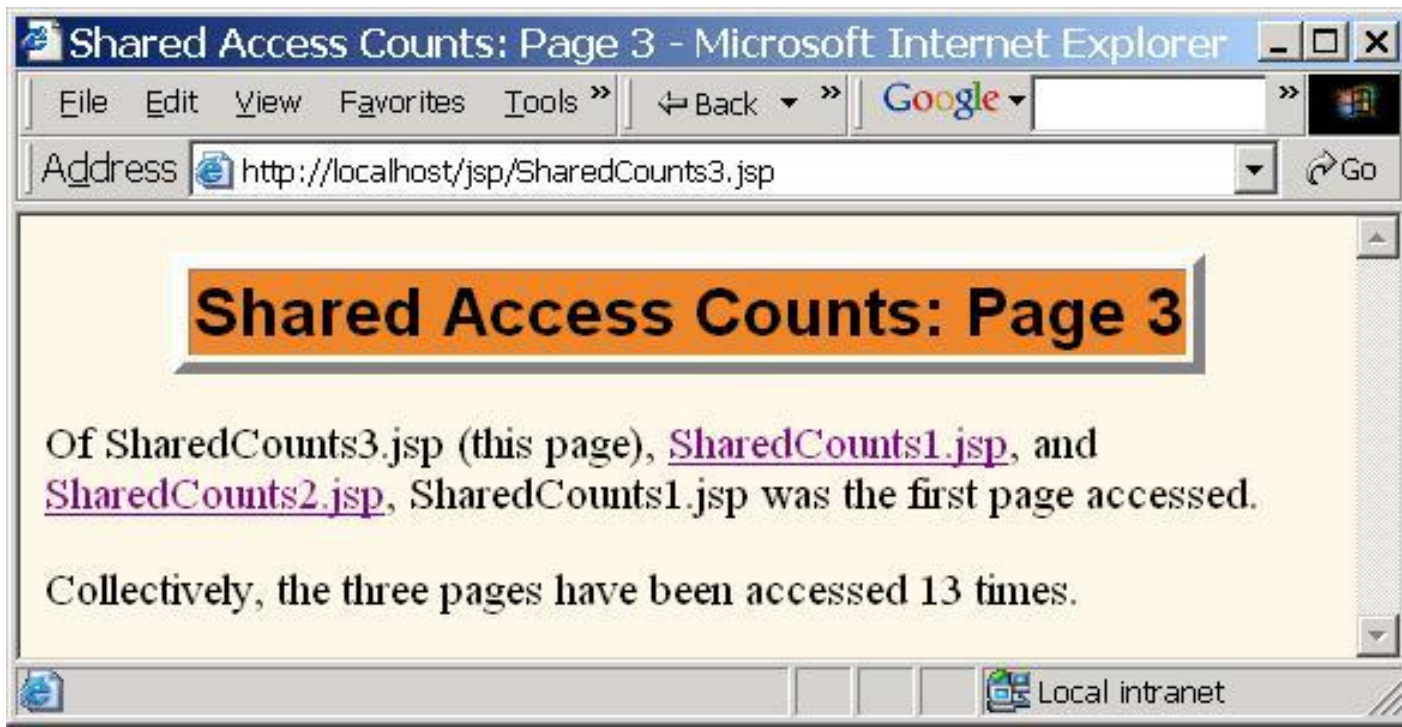 Shared Access Counts: Page 3 - Microsoft Internet Explorer
File Edit View Favorites Tools » Back » Google »
Address http://localhost/jsp/SharedCounts3.jsp Go
Shared Access Counts: Page 3
Of SharedCounts3.jsp (this page), SharedCounts1.jsp, and
SharedCounts2.jsp, SharedCounts1.jsp was the first page accessed.
Collectively, the three pages have been accessed 13 times.
Local intranet